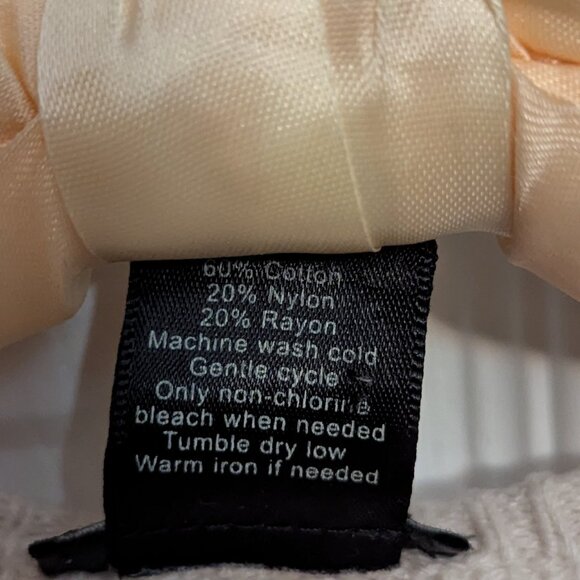 60% Cotton
20% Nylon
20% Rayon
Machine wash cold
Gentle cycle
Only non-chlorine
bleach when needed
Tumble dry low
Warm iron if needed